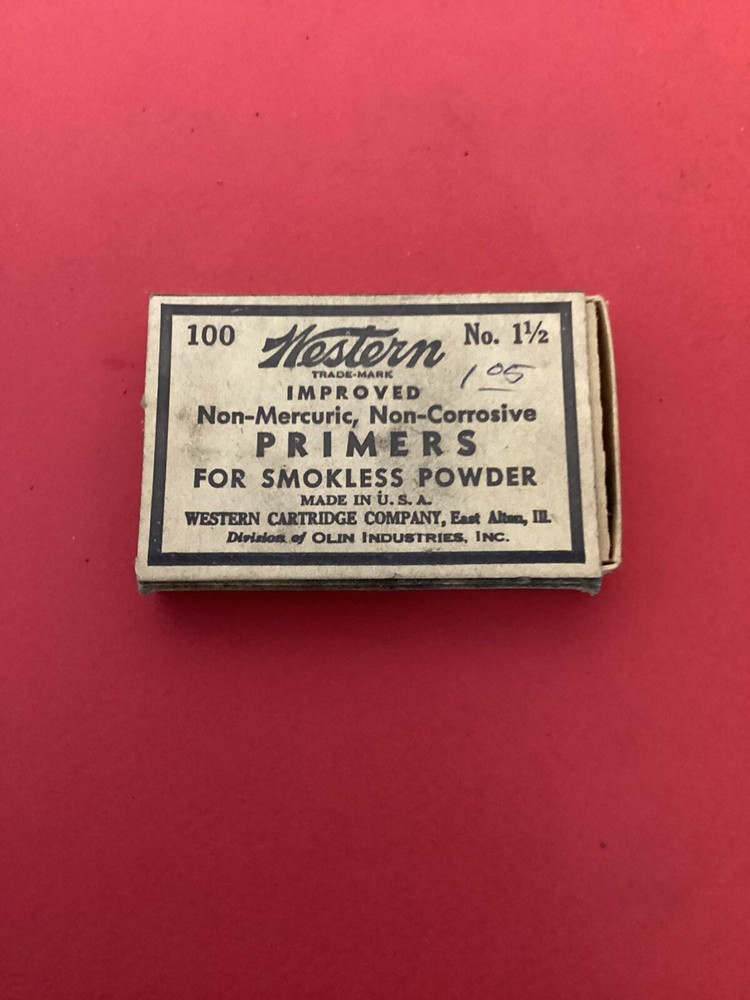 100 Western No. 1½
TRADE-MARK
1 05
IMPROVED
Non-Mercuric, Non-Corrosive
PRIMERS
FOR SMOKLESS POWDER
MADE IN U. S. A.
WESTERN CARTRIDGE COMPANY, East Alton, Ill.
Division of OLIN INDUSTRIES, INC.